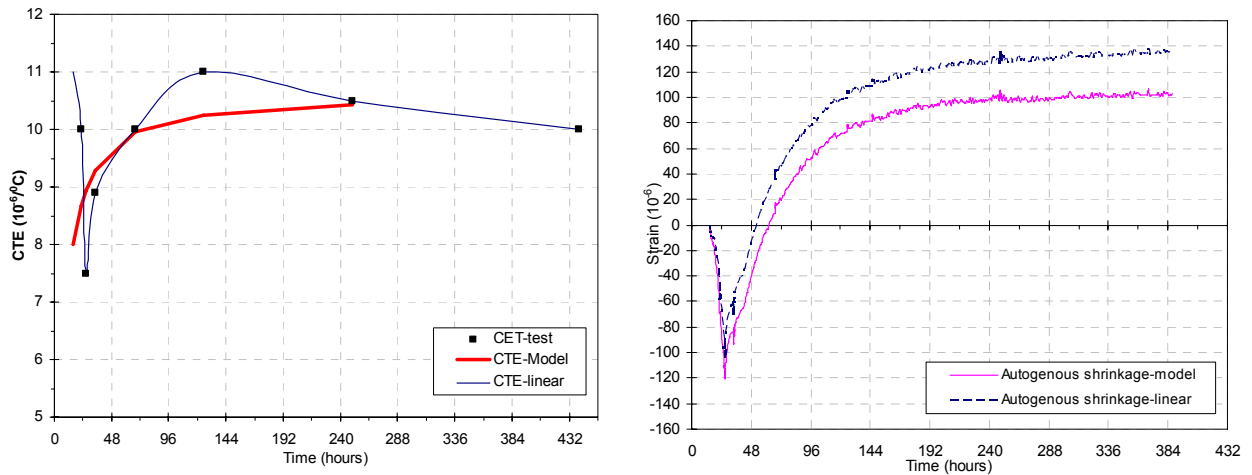 12
11
10
9
8
7
6
5
CTE (10⁻⁶/⁰C)
0 48 96 144 192 240 288 336 384 432
Time (hours)
CET-test
CTE-Model
CTE-linear
160
140
120
100
80
60
40
20
0
-20
-40
-60
-80
-100
-120
-140
-160
Strain (10⁻⁶)
0 48 96 144 192 240 288 336 384 432
Time (hours)
Autogenous shrinkage-model
Autogenous shrinkage-linear